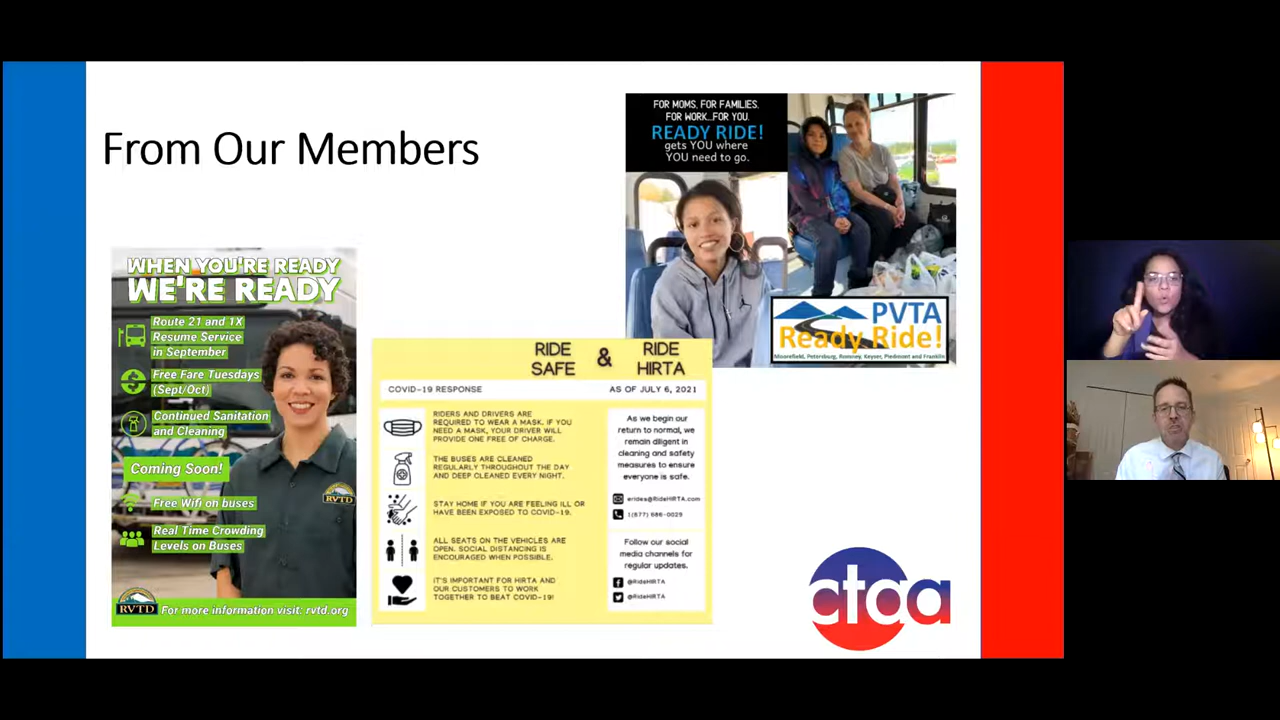 From Our Members
FOR MOMS, FOR FAMILIES,
FOR WORK...FOR YOU.
READY RIDE!
gets YOU where
YOU need to go.
PVTA
Ready Ride!
Moorefield, Petersburg, Romney, Keyser, Piedmont and Franklin
WHEN YOU'RE READY
WE'RE READY
Route 21 and 1X
Resume Service
in September
Free Fare Tuesdays
(Sept/Oct)
Continued Sanitation
and Cleaning
Coming Soon!
Free Wifi on buses
Real Time Crowding
Levels on Buses
RVTD
RVTD
For more information visit: rvtd.org
RIDE
SAFE
&
RIDE
HIRTA
COVID-19 RESPONSE
AS OF JULY 6, 2021
RIDERS AND DRIVERS ARE
REQUIRED TO WEAR A MASK. IF YOU
NEED A MASK, YOUR DRIVER WILL
PROVIDE ONE FREE OF CHARGE.
THE BUSES ARE CLEANED
REGULARLY THROUGHOUT THE DAY
AND DEEP CLEANED EVERY NIGHT.
STAY HOME IF YOU ARE FEELING ILL OR
HAVE BEEN EXPOSED TO COVID-19.
ALL SEATS ON THE VEHICLES ARE
OPEN. SOCIAL DISTANCING IS
ENCOURAGED WHEN POSSIBLE.
IT'S IMPORTANT FOR HIRTA AND
OUR CUSTOMERS TO WORK
TOGETHER TO BEAT COVID-19!
As we begin our
return to normal, we
remain diligent in
cleaning and safety
measures to ensure
everyone is safe.
1(877) 686-0029
Follow our social
media channels for
regular updates.
@RideHIRTA
@RideHIRTA
ctaa